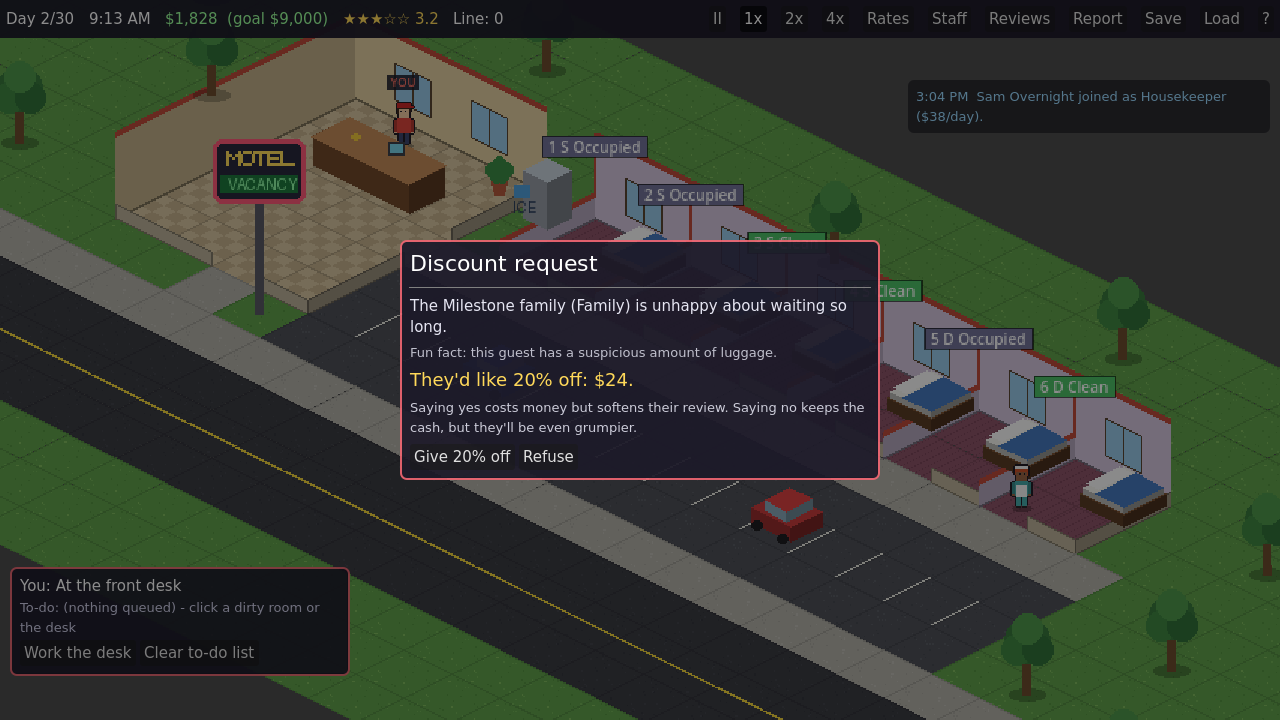 Day 2/30 9:13 AM $1,828 (goal $9,000) ★★★☆☆ 3.2 Line: 0 II 1x 2x 4x Rates Staff Reviews Report Save Load ?
3:04 PM Sam Overnight joined as Housekeeper
($38/day).
YOU
MOTEL
VACANCY
ICE
1 S Occupied
2 S Occupied
Clean
5 D Occupied
6 D Clean
Discount request
The Milestone family (Family) is unhappy about waiting so
long.
Fun fact: this guest has a suspicious amount of luggage.
They'd like 20% off: $24.
Saying yes costs money but softens their review. Saying no keeps the
cash, but they'll be even grumpier.
Give 20% off Refuse
You: At the front desk
To-do: (nothing queued) - click a dirty room or
the desk
Work the desk Clear to-do list